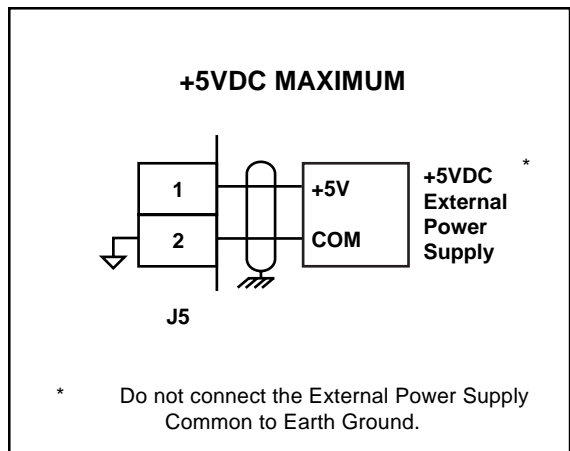 +5VDC MAXIMUM
1
+5V
+5VDC *
External
Power
Supply
2
COM
J5
* Do not connect the External Power Supply
Common to Earth Ground.